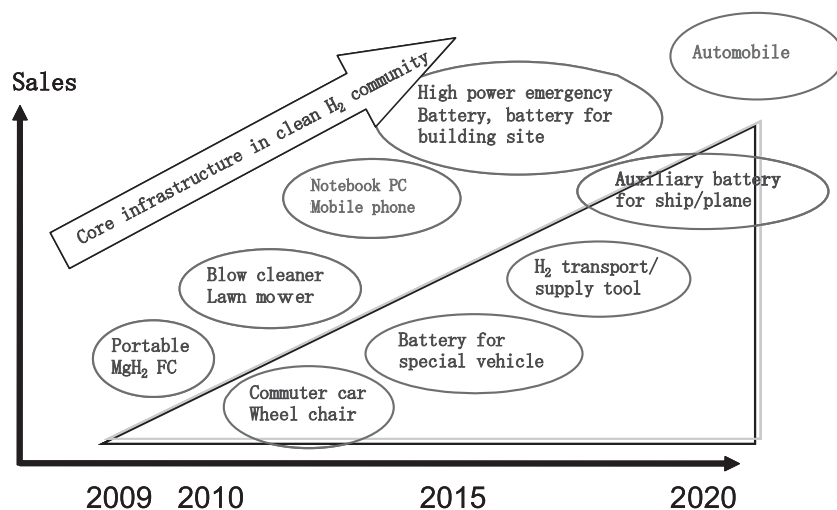 Automobile
Sales
Core infrastructure in clean H₂ community
High power emergency
Battery, battery for
building site
Notebook PC
Mobile phone
Auxiliary battery
for ship/plane
Blow cleaner
Lawn mower
H₂ transport/
supply tool
Portable
MgH₂ FC
Battery for
special vehicle
Commuter car
Wheel chair
2009 2010 2015 2020